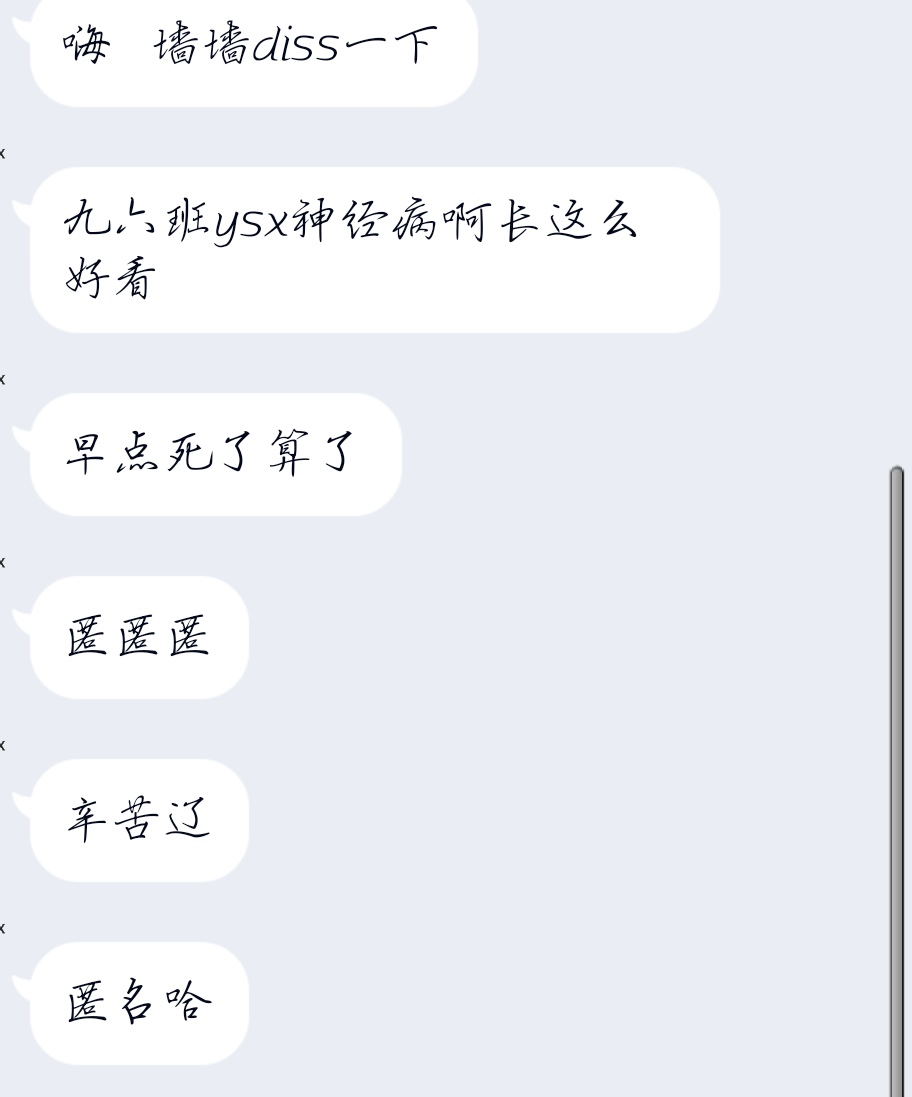 嗨 墙墙diss一下
x
九六班ysx神经病啊长这么
好看
x
早点死了算了
x
匿匿匿
x
辛苦辽
x
匿名哈